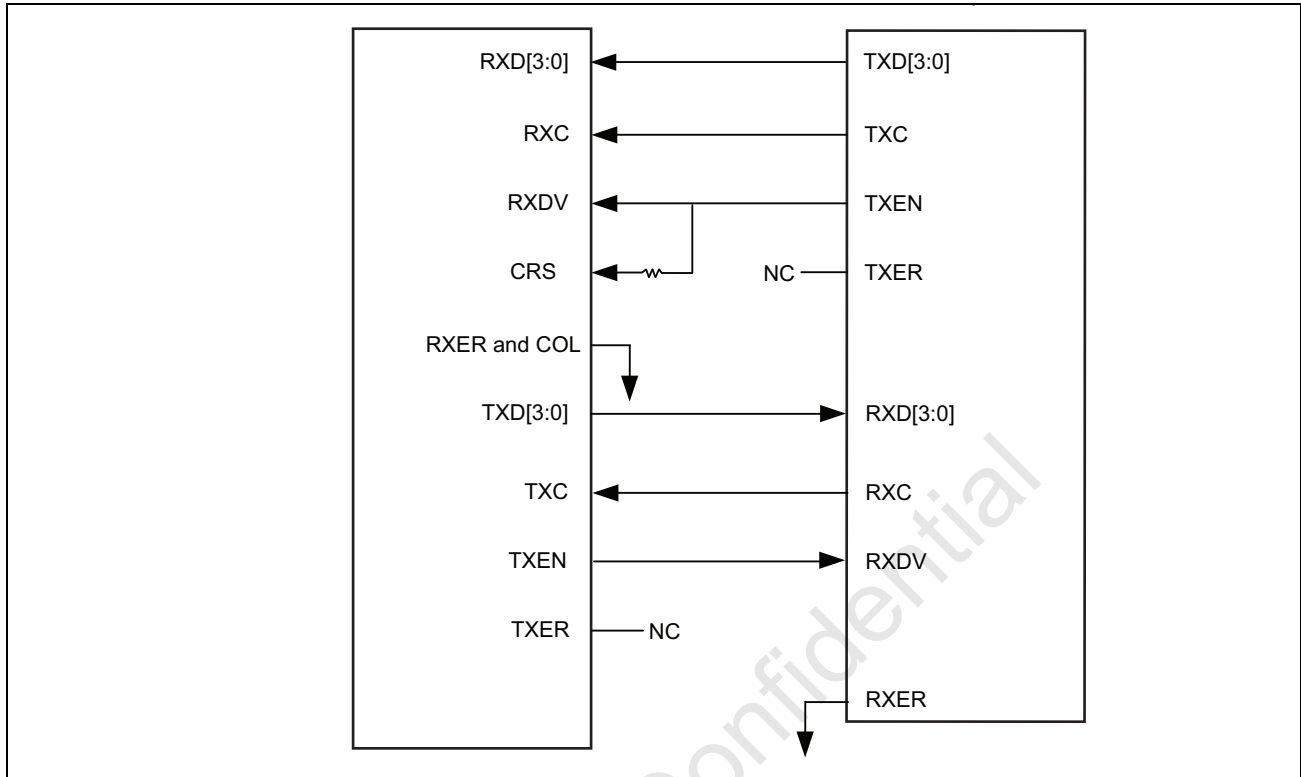 RXD[3:0]
TXD[3:0]
RXC
TXC
RXDV
TXEN
CRS
NC
TXER
RXER and COL
TXD[3:0]
RXD[3:0]
TXC
RXC
TXEN
RXDV
TXER
NC
RXER